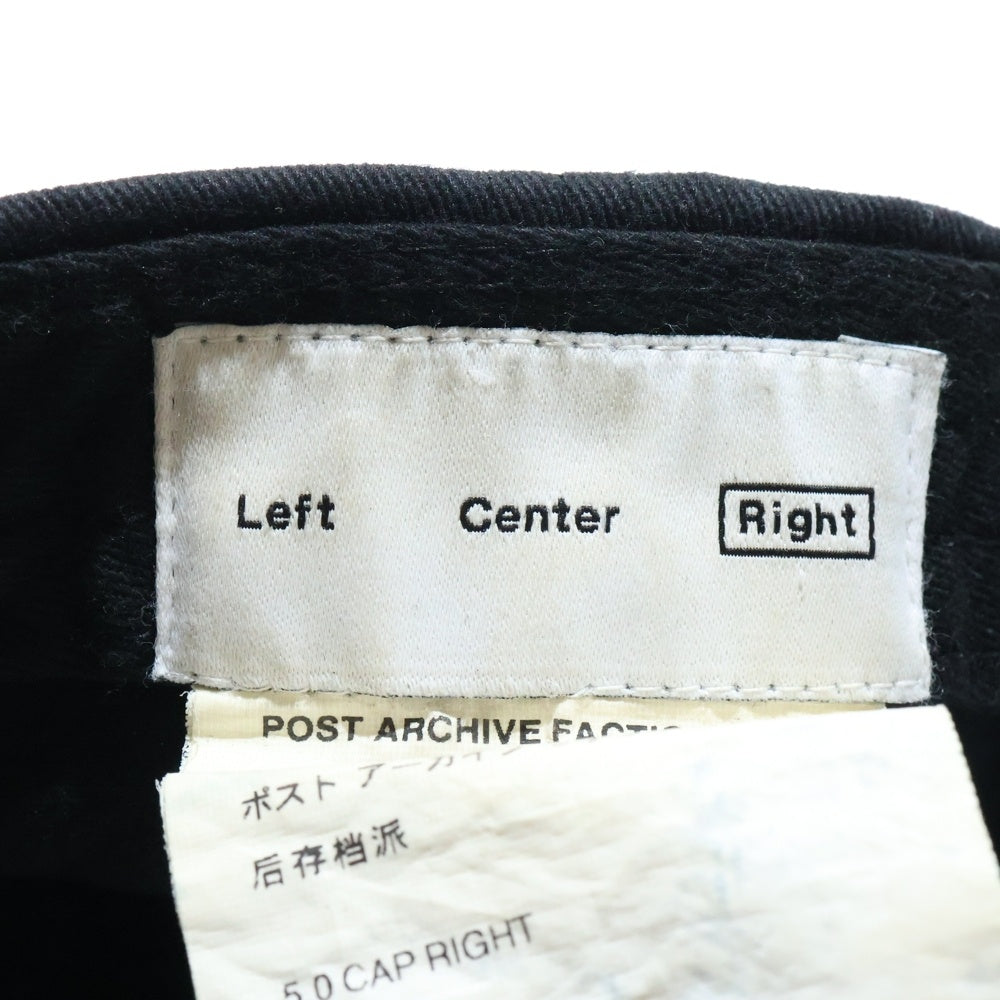 Left Center Right
POST ARCHIVE
ポスト アーカイ
后存档派
5.0 CAP RIGHT